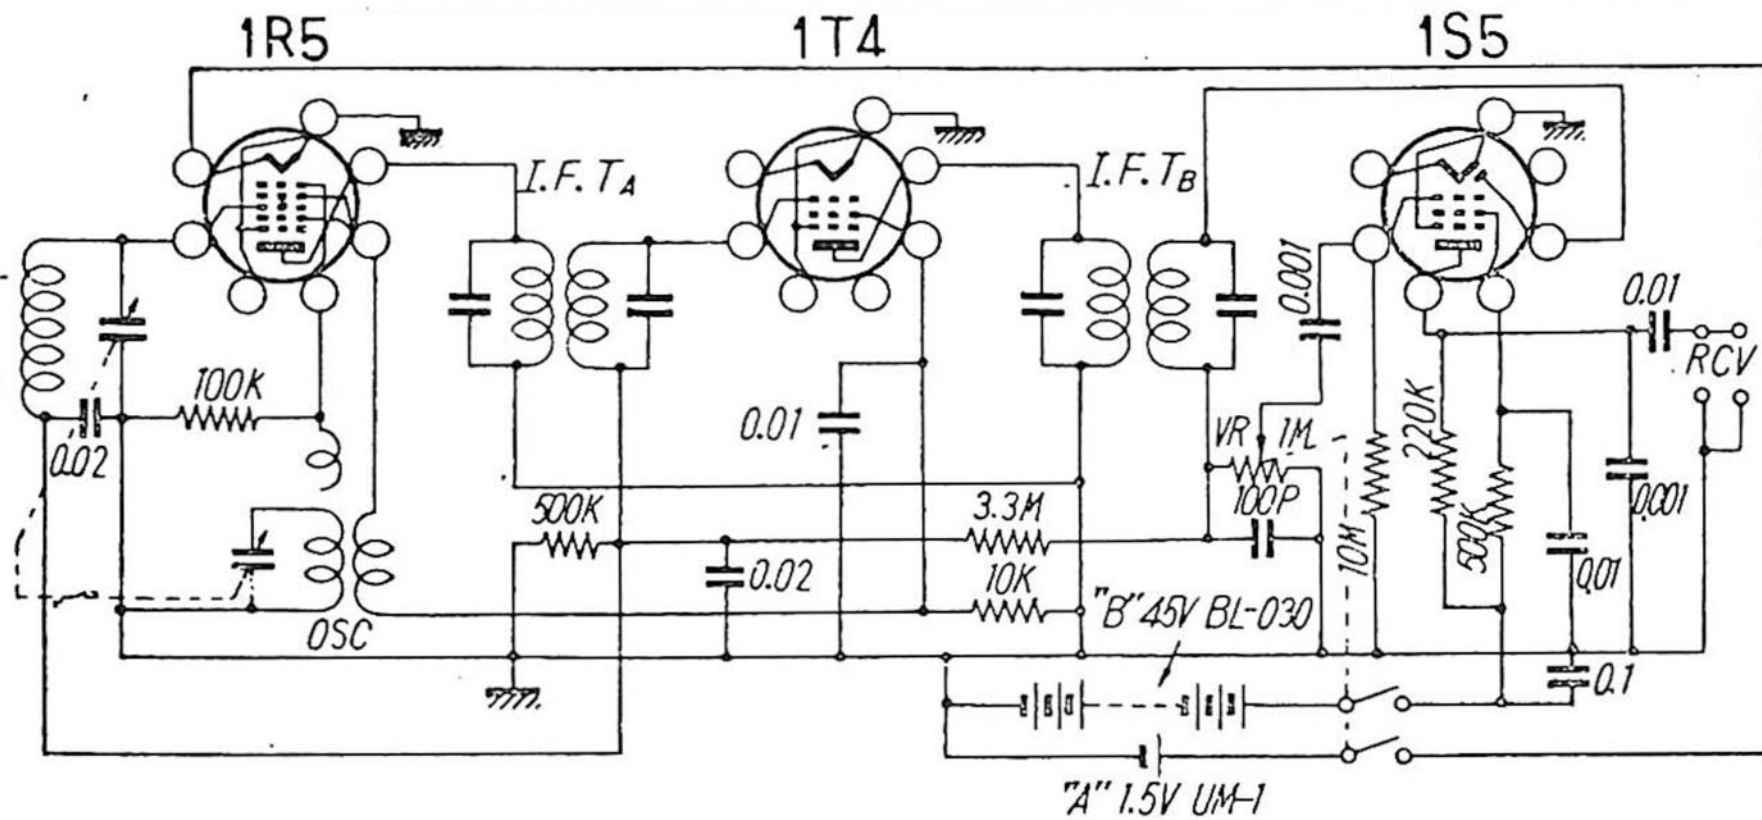 1R5
1T4
1S5
I.F.TA
I.F.TB
0.001
0.01
RCV
100K
0.02
0.01
VR 1M
220K
100P
0.001
500K
3.3M
10M
500K
0.02
10K
0.01
OSC
"B" 45V BL-030
0.1
"A" 1.5V UM-1